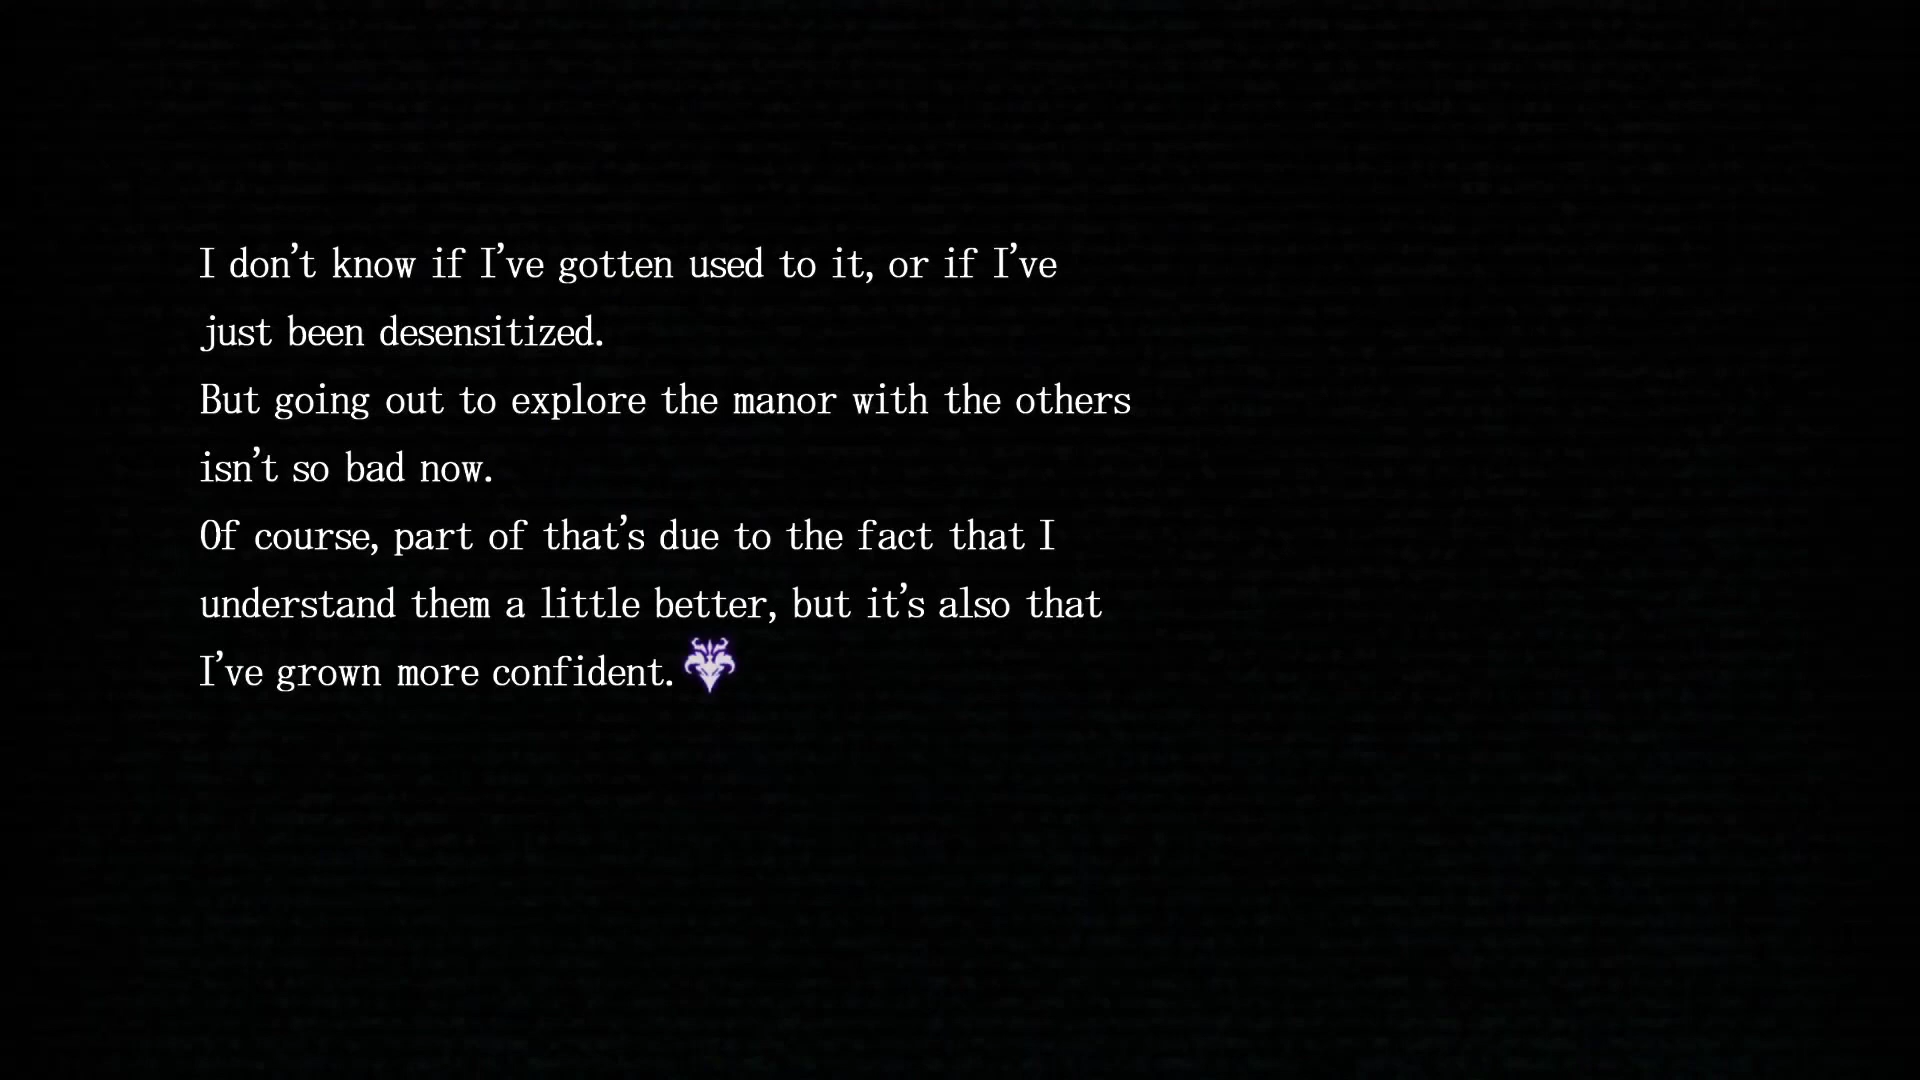 I don't know if I've gotten used to it, or if I've
just been desensitized.
But going out to explore the manor with the others
isn't so bad now.
Of course, part of that's due to the fact that I
understand them a little better, but it's also that
I've grown more confident.